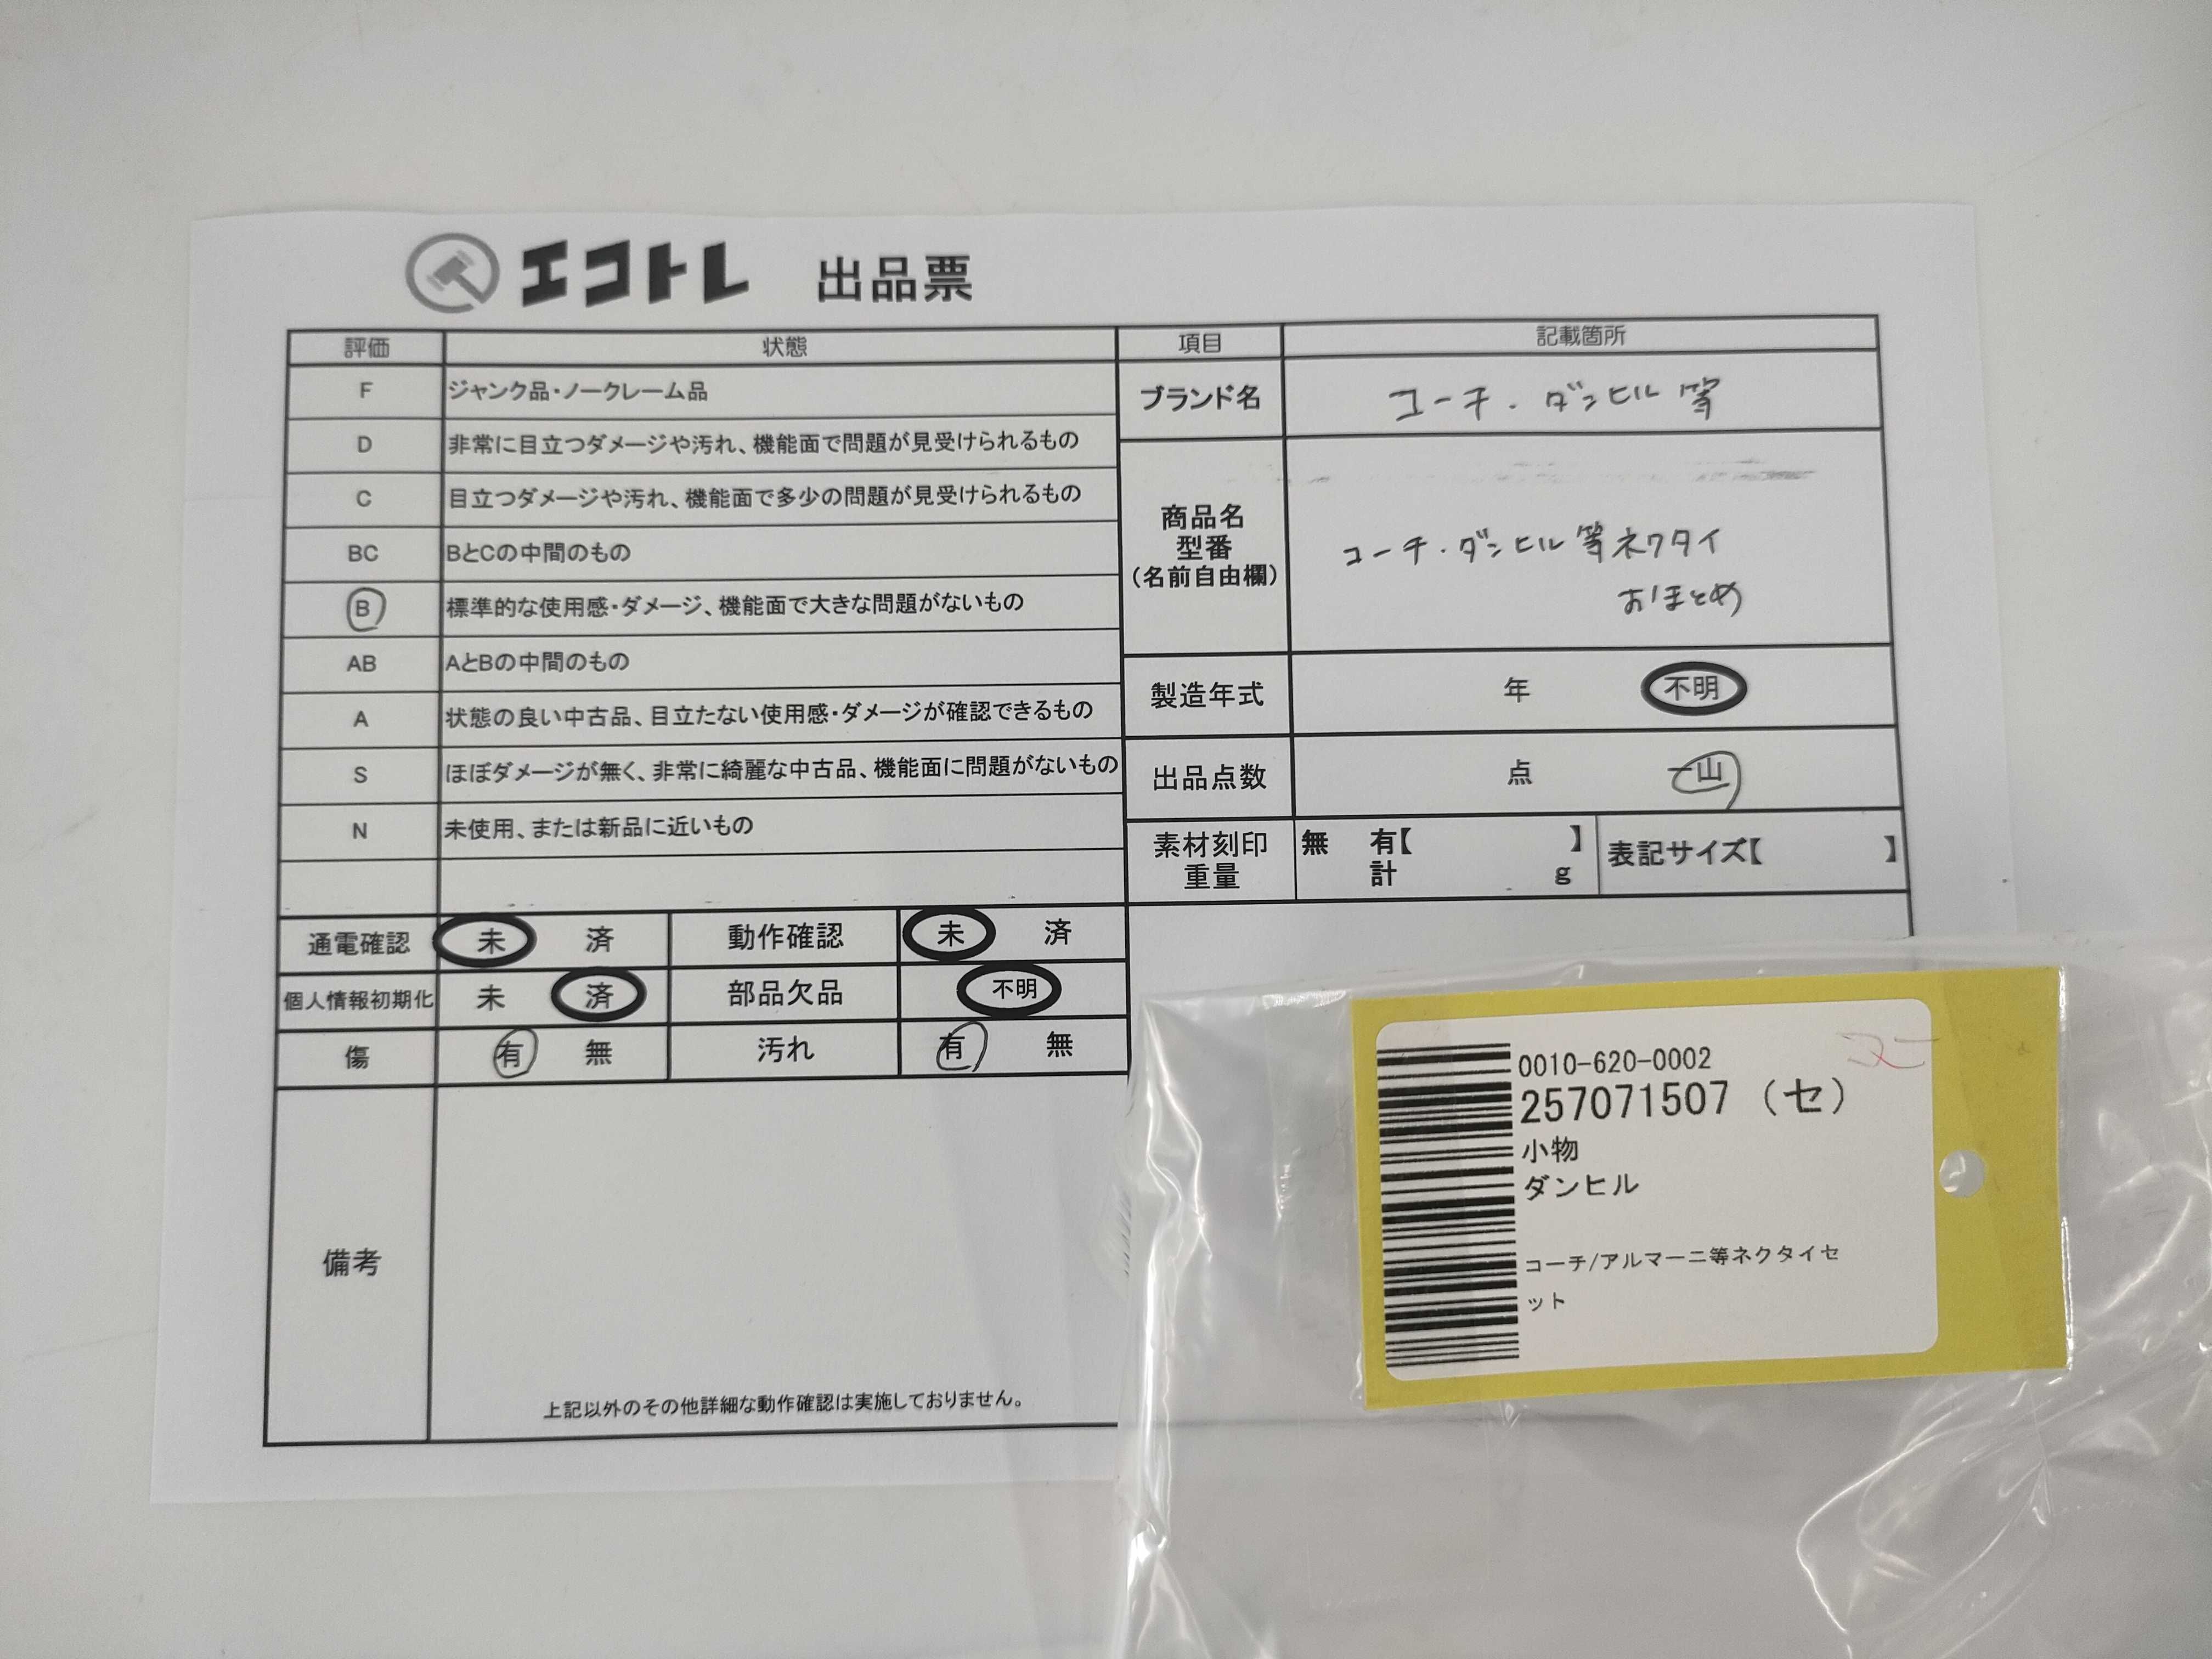 エコトレ 出品票
評価 状態 項目 記載箇所
F ジャンク品・ノークレーム品
D 非常に目立つダメージや汚れ、機能面で問題が見受けられるもの
C 目立つダメージや汚れ、機能面で多少の問題が見受けられるもの
BC BとCの中間のもの
B 標準的な使用感・ダメージ、機能面で大きな問題がないもの
AB AとBの中間のもの
A 状態の良い中古品、目立たない使用感・ダメージが確認できるもの
S ほぼダメージが無く、非常に綺麗な中古品、機能面に問題がないもの
N 未使用、または新品に近いもの
ブランド名 コーチ・ダンヒル等
商品名
型番
(名前自由欄)
コーチ・ダンヒル等ネクタイ
おまとめ
製造年式 年 不明
出品点数 点 一山
素材刻印
重量
無 有【 】
計 g
表記サイズ【 】
通電確認 未 済 動作確認 未 済
個人情報初期化 未 済 部品欠品 不明
傷 有 無 汚れ 有 無
備考
上記以外のその他詳細な動作確認は実施しておりません。
0010-620-0002
257071507 (セ)
小物
ダンヒル
コーチ/アルマーニ等ネクタイセ
ット